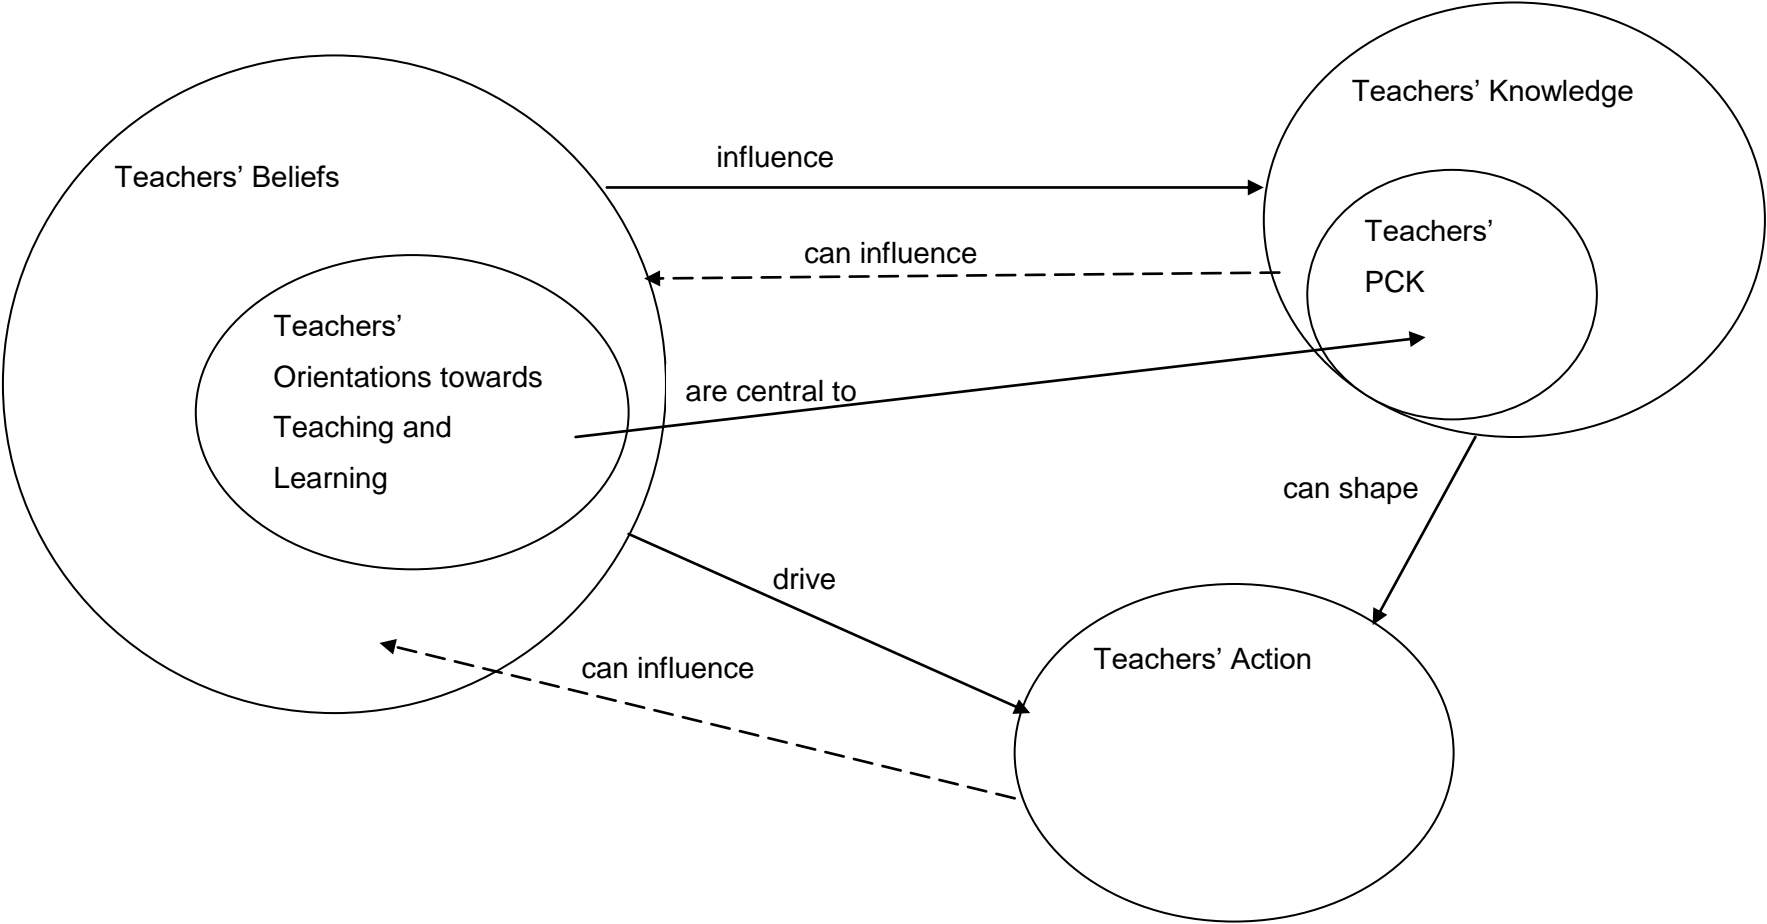 Teachers’ Knowledge
influence
Teachers’ Beliefs
Teachers’
PCK
can influence
Teachers’
Orientations towards
Teaching and
Learning
are central to
can shape
drive
Teachers’ Action
can influence